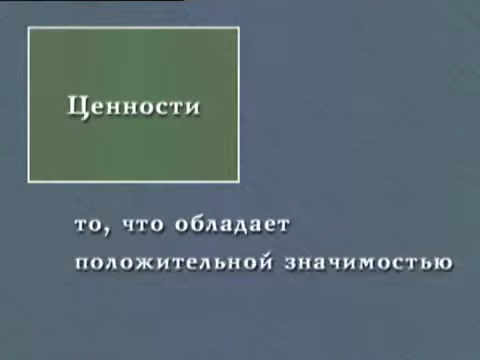 Ценности
то, что обладает
положительной значимостью